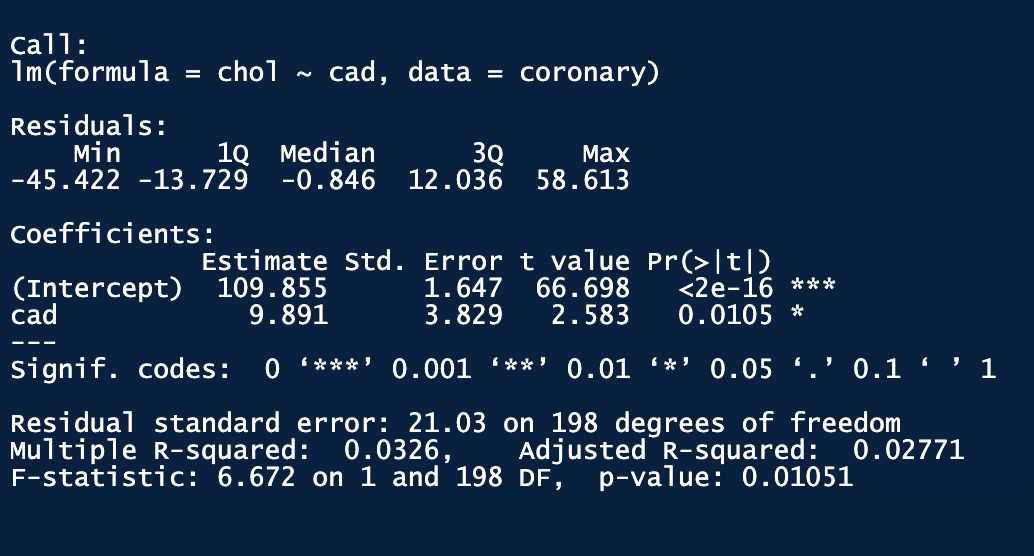 Call:
lm(formula = chol ~ cad, data = coronary)
Residuals:
    Min      1Q  Median      3Q     Max
-45.422 -13.729  -0.846  12.036  58.613
Coefficients:
            Estimate Std. Error t value Pr(>|t|)
(Intercept)  109.855      1.647  66.698   <2e-16 ***
cad            9.891      3.829   2.583   0.0105 *
---
Signif. codes:  0 ‘***’ 0.001 ‘**’ 0.01 ‘*’ 0.05 ‘.’ 0.1 ‘ ’ 1
Residual standard error: 21.03 on 198 degrees of freedom
Multiple R-squared:  0.0326,    Adjusted R-squared:  0.02771
F-statistic: 6.672 on 1 and 198 DF,  p-value: 0.01051